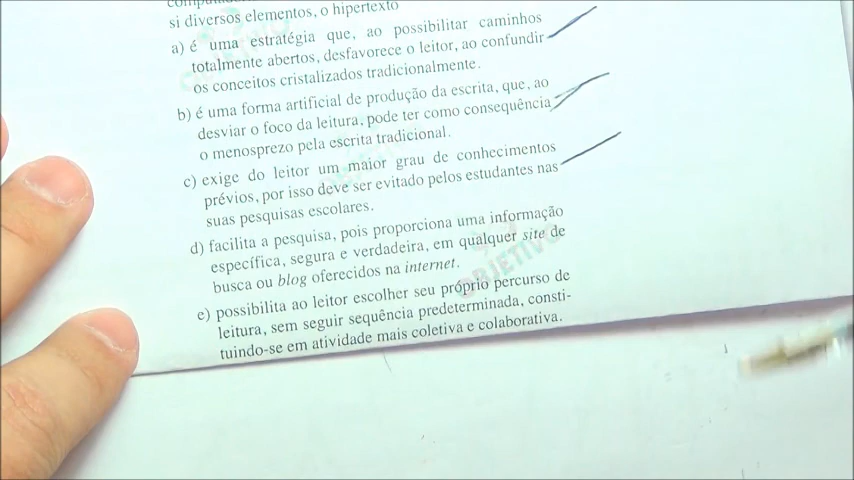 si diversos elementos, o hipertexto
a) é uma estratégia que, ao possibilitar caminhos
totalmente abertos, desfavorece o leitor, ao confundir
os conceitos cristalizados tradicionalmente.
b) é uma forma artificial de produção da escrita, que, ao
desviar o foco da leitura, pode ter como consequência
o menosprezo pela escrita tradicional.
c) exige do leitor um maior grau de conhecimentos
prévios, por isso deve ser evitado pelos estudantes nas
suas pesquisas escolares.
d) facilita a pesquisa, pois proporciona uma informação
específica, segura e verdadeira, em qualquer site de
busca ou blog oferecidos na internet.
OBJETIVO
e) possibilita ao leitor escolher seu próprio percurso de
leitura, sem seguir sequência predeterminada, consti-
tuindo-se em atividade mais coletiva e colaborativa.